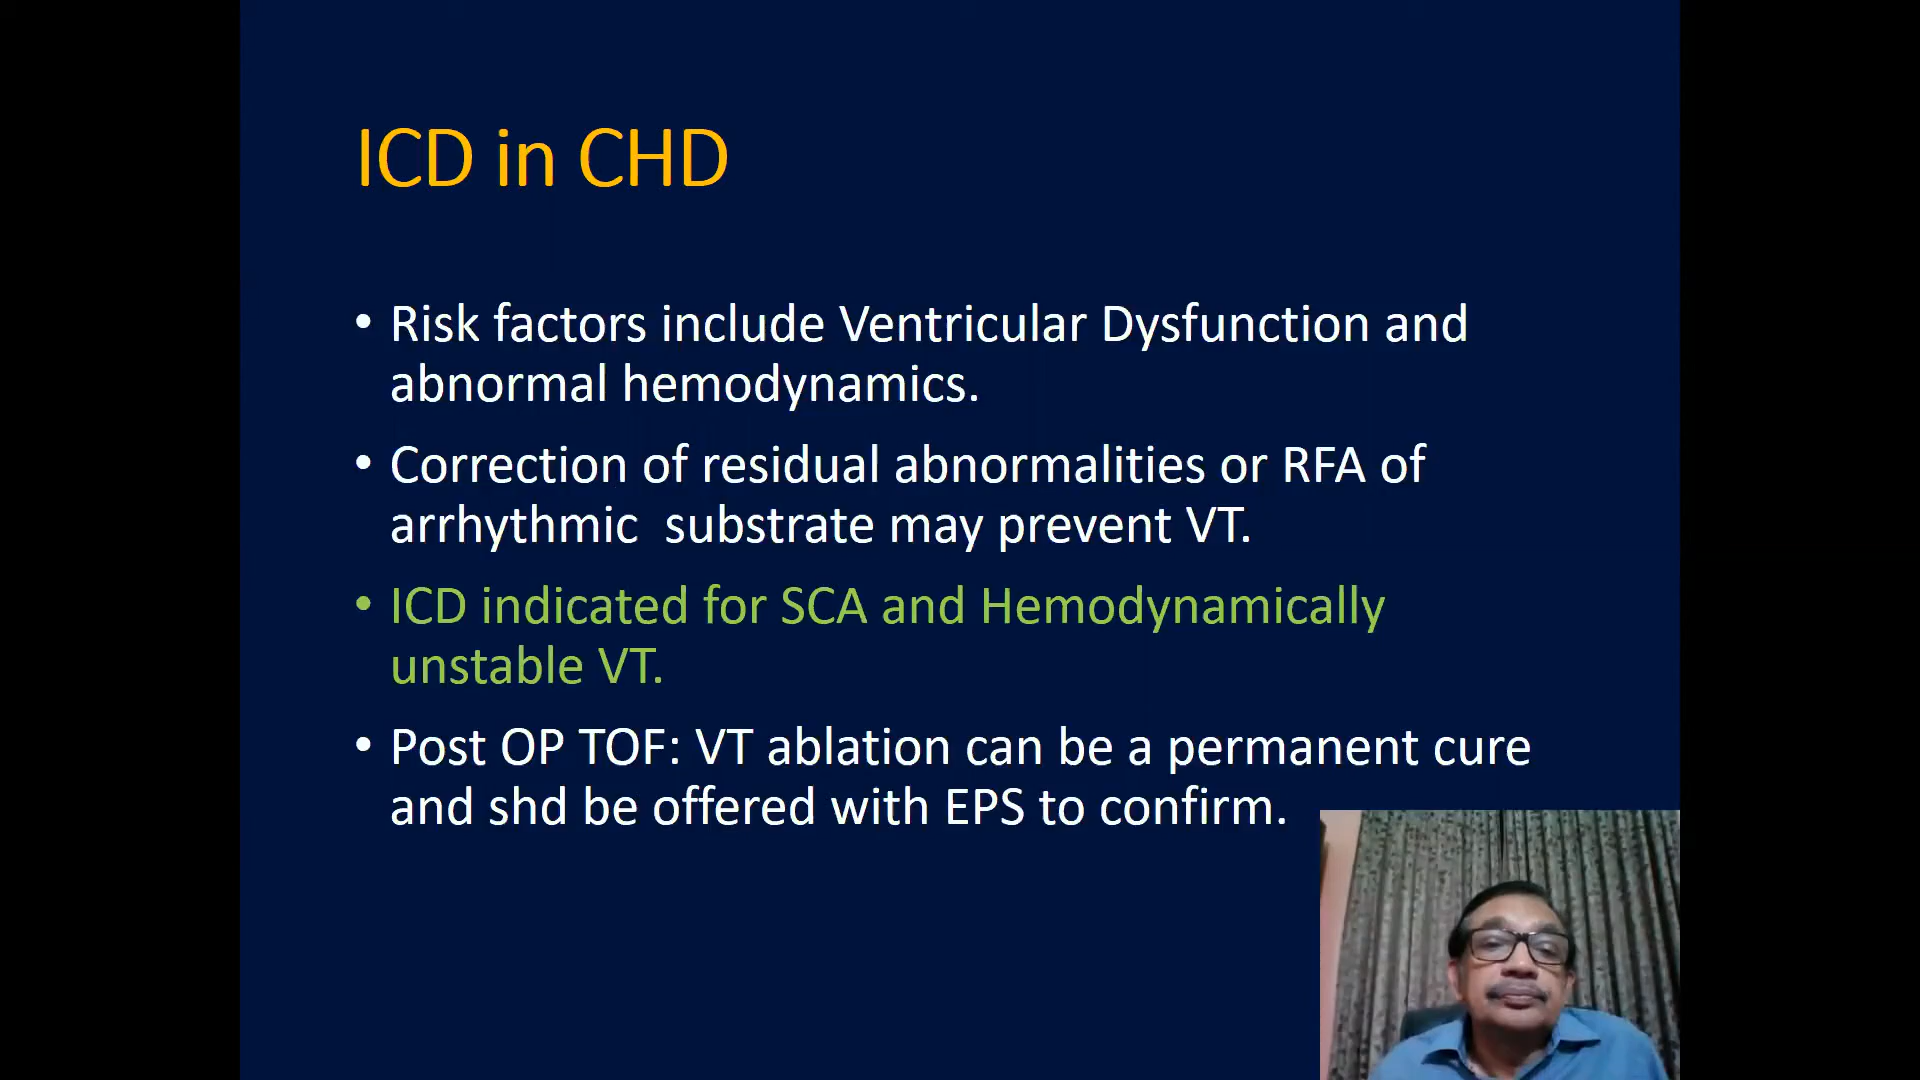 ICD in CHD
• Risk factors include Ventricular Dysfunction and
abnormal hemodynamics.
• Correction of residual abnormalities or RFA of
arrhythmic  substrate may prevent VT.
• ICD indicated for SCA and Hemodynamically
unstable VT.
• Post OP TOF: VT ablation can be a permanent cure
and shd be offered with EPS to confirm.